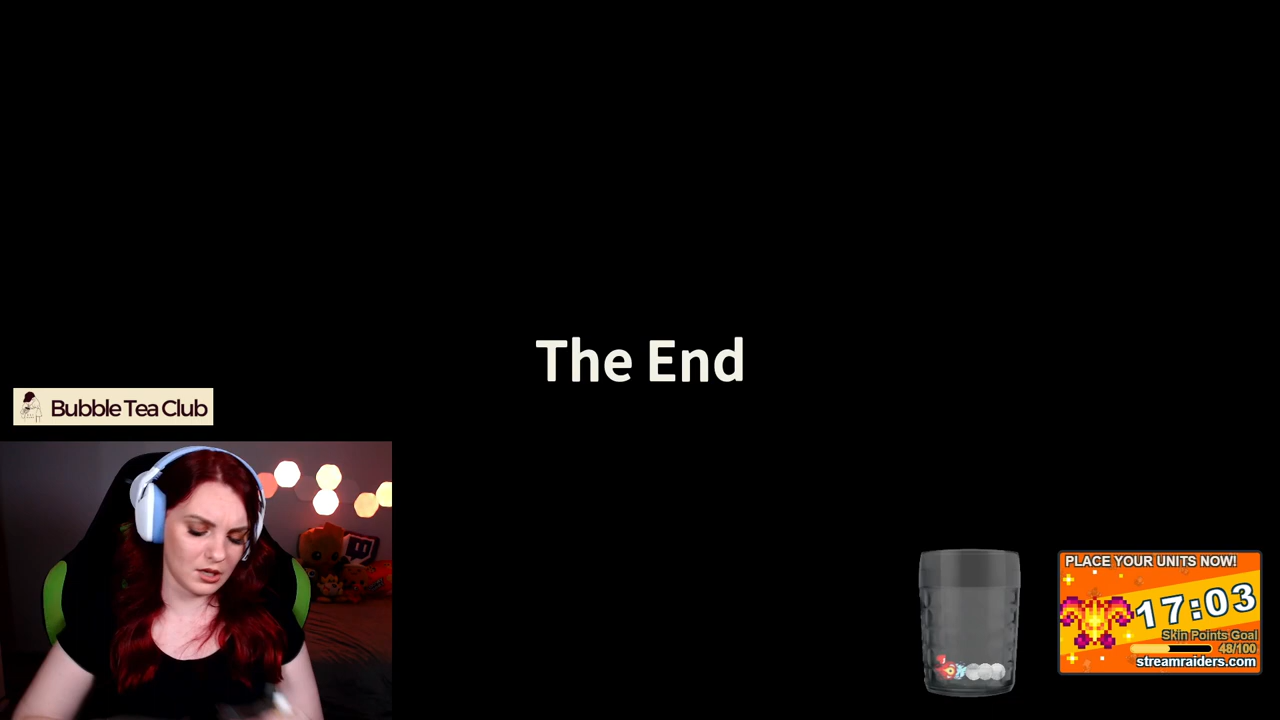 The End
Bubble Tea Club
PLACE YOUR UNITS NOW!
17:03
Skin Points Goal
48/100
streamraiders.com